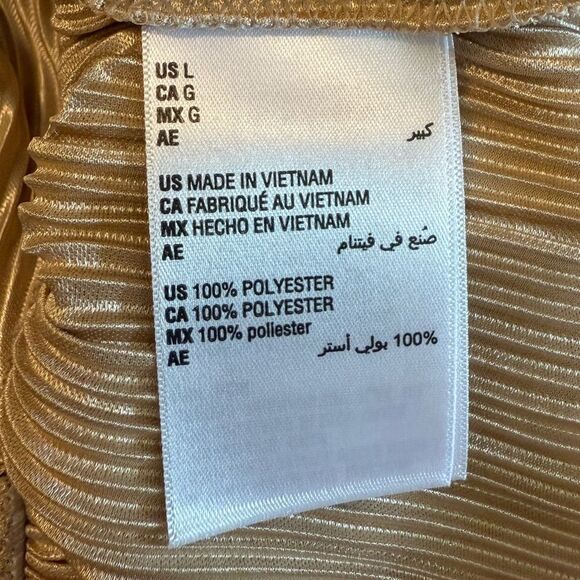 US L
CA G
MX G
AE كبير
US MADE IN VIETNAM
CA FABRIQUÉ AU VIETNAM
MX HECHO EN VIETNAM
AE صُنع في فيتنام
US 100% POLYESTER
CA 100% POLYESTER
MX 100% poliester
AE 100% بولي أستر